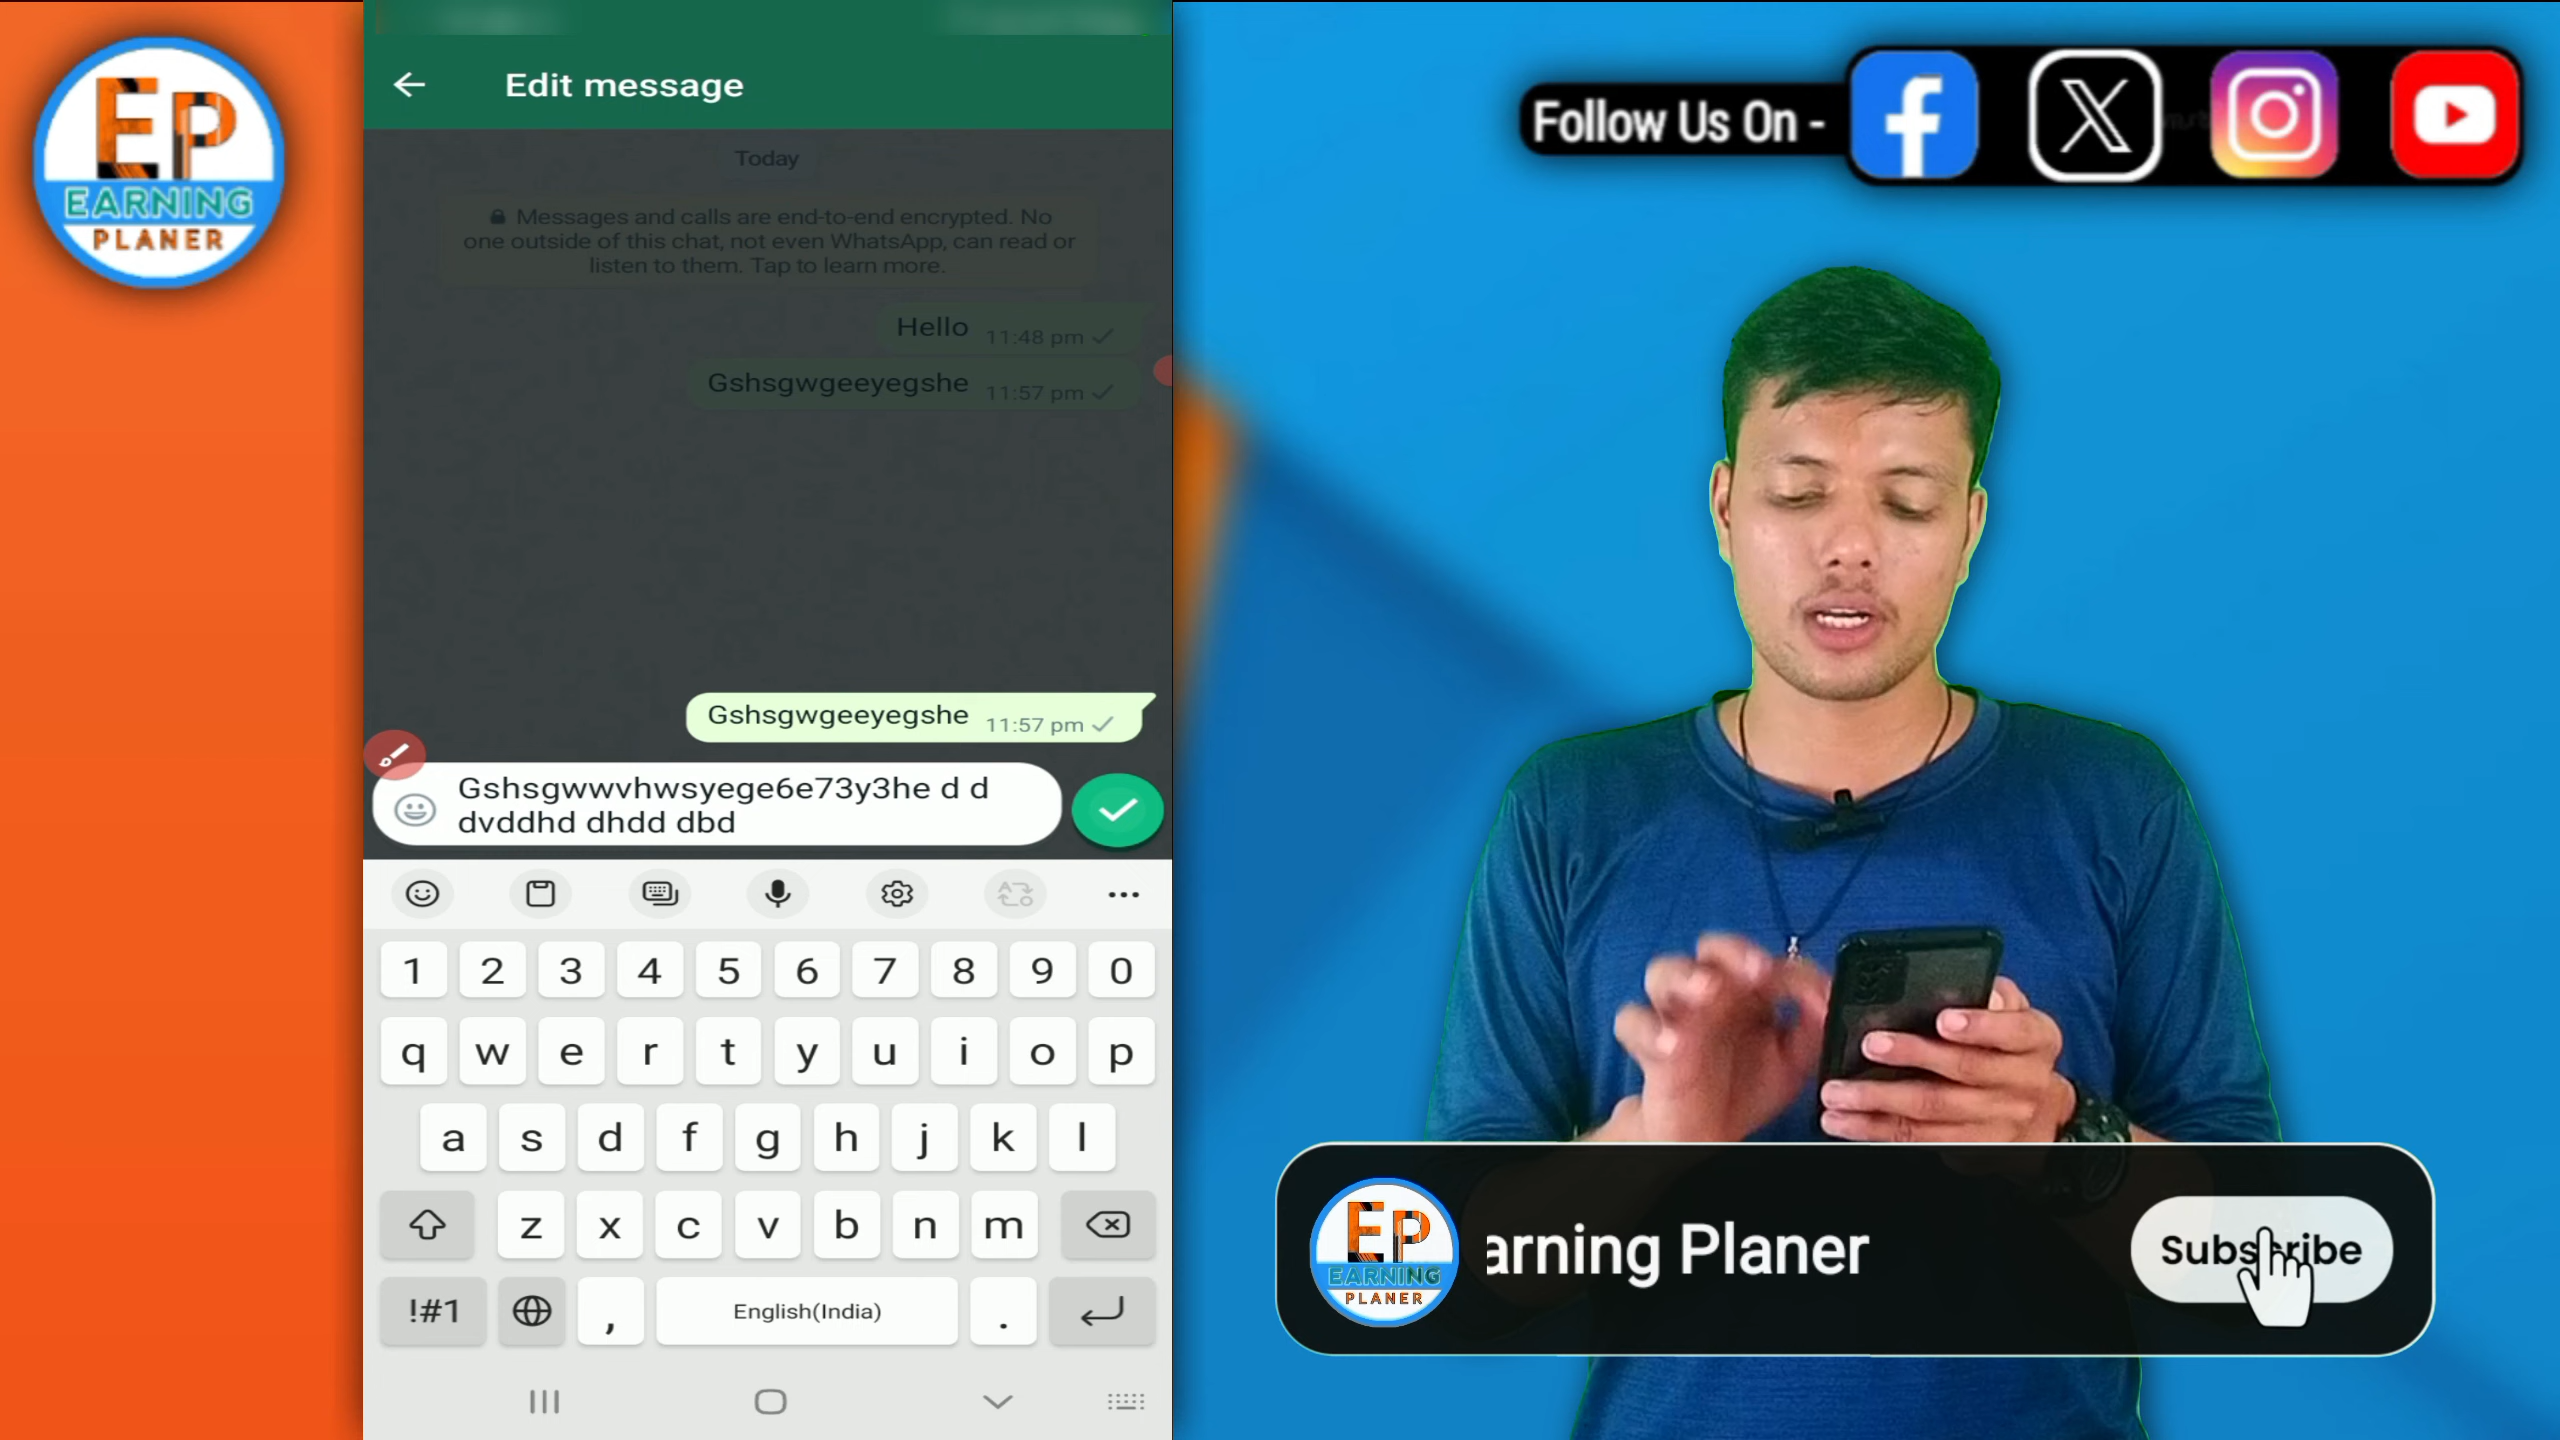 EP
EARNING
PLANER
Edit message
Today
Messages and calls are end-to-end encrypted. No
one outside of this chat, not even WhatsApp, can read or
listen to them. Tap to learn more.
Hello 11:48 pm
Gshsgwgeeyegshe 11:57 pm
Gshsgwgeeyegshe 11:57 pm
Gshsgwwvhwsyege6e73y3he d d
dvddhd dhdd dbd
1 2 3 4 5 6 7 8 9 0
q w e r t y u i o p
a s d f g h j k l
z x c v b n m
!#1 , English(India) .
Follow Us On -
EP
EARNING
PLANER
arning Planer
Subscribe